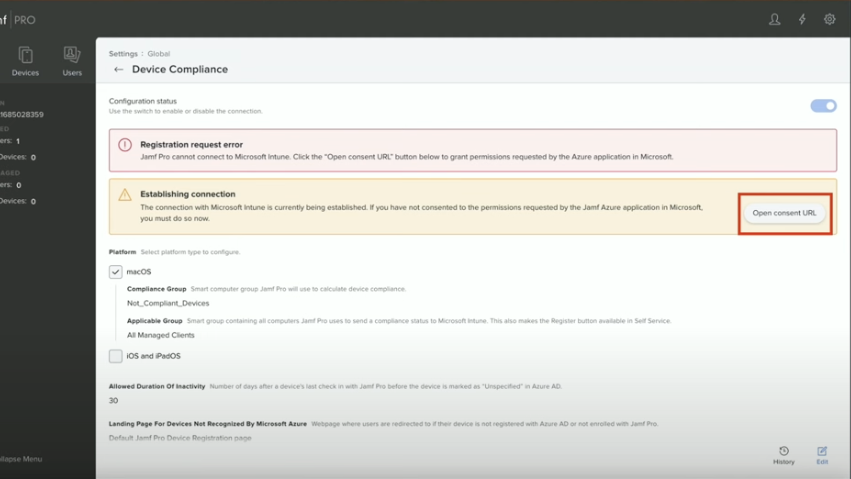 PRO
Settings : Global
← Device Compliance
Devices
Users
Configuration status
Use the switch to enable or disable the connection.
1685028359
Registration request error
Jamf Pro cannot connect to Microsoft Intune. Click the "Open consent URL" button below to grant permissions requested by the Azure application in Microsoft.
ers: 1
Devices: 0
AGED
ers: 0
Devices: 0
Establishing connection
The connection with Microsoft Intune is currently being established. If you have not consented to the permissions requested by the Jamf Azure application in Microsoft,
you must do so now.
Open consent URL
Platform Select platform type to configure.
macOS
Compliance Group Smart computer group Jamf Pro will use to calculate device compliance.
Not_Compliant_Devices
Applicable Group Smart group containing all computers Jamf Pro uses to send a compliance status to Microsoft Intune. This also makes the Register button available in Self Service.
All Managed Clients
iOS and iPadOS
Allowed Duration Of Inactivity Number of days after a device's last check in with Jamf Pro before the device is marked as "Unspecified" in Azure AD.
30
Landing Page For Devices Not Recognized By Microsoft Azure Webpage where users are redirected to if their device is not registered with Azure AD or not enrolled with Jamf Pro.
Default Jamf Pro Device Registration page
llapse Menu
History
Edit